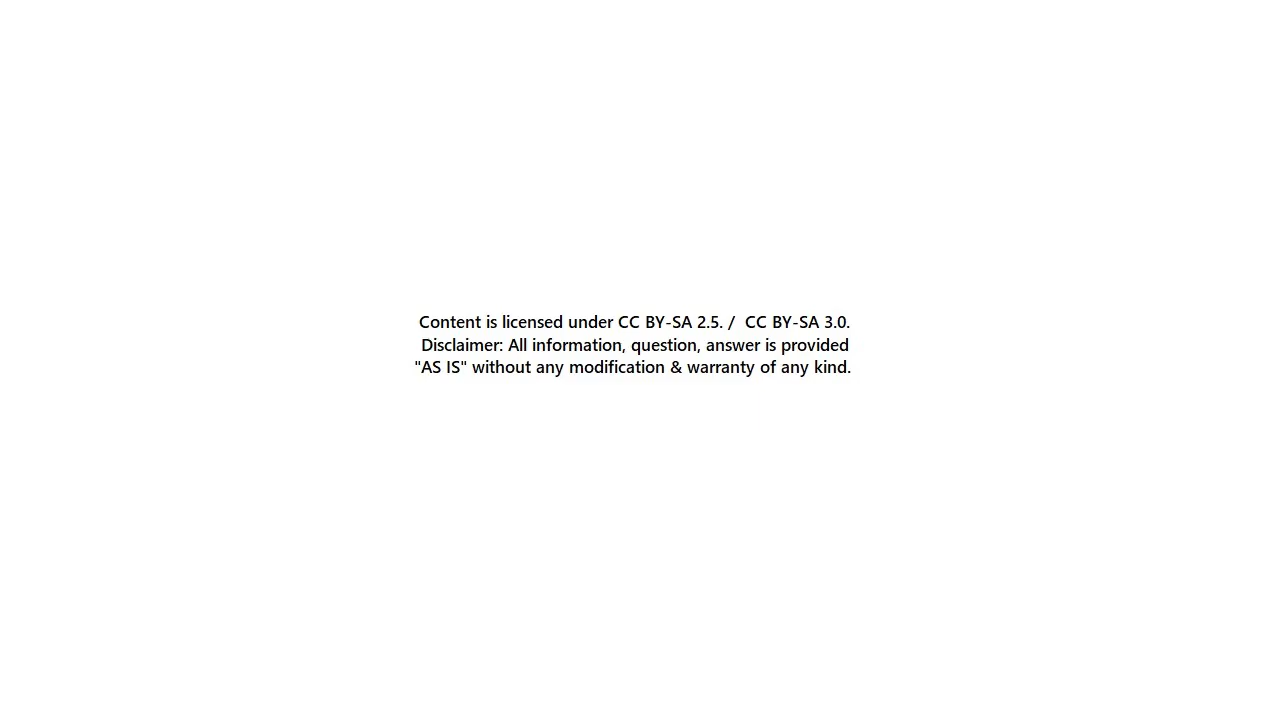 Content is licensed under CC BY-SA 2.5. /  CC BY-SA 3.0.
Disclaimer: All information, question, answer is provided
"AS IS" without any modification & warranty of any kind.